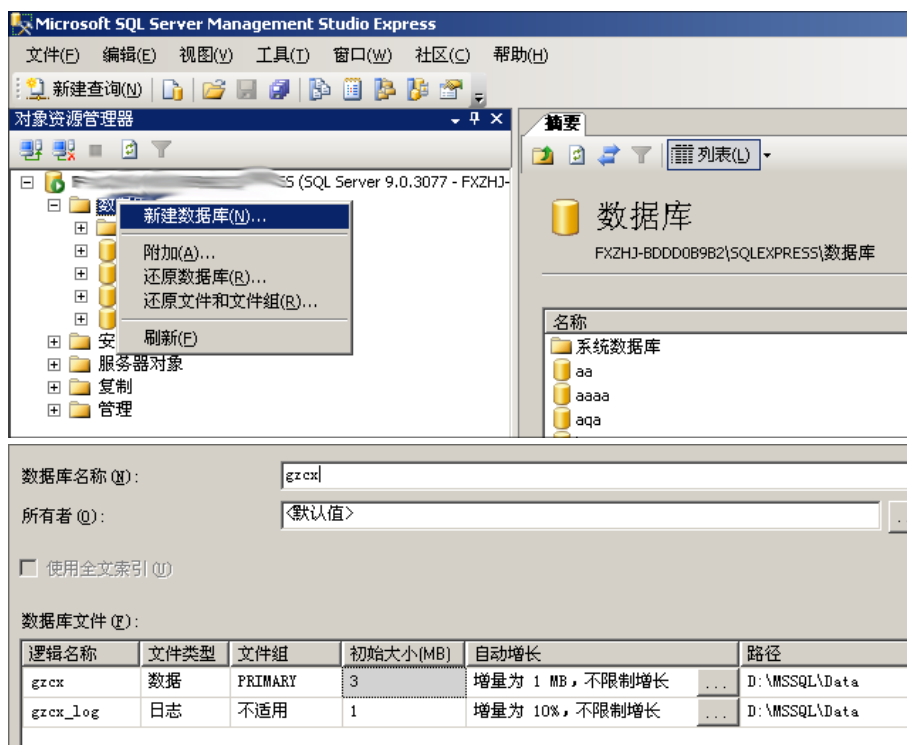 Microsoft SQL Server Management Studio Express
文件(F) 编辑(E) 视图(V) 工具(T) 窗口(W) 社区(C) 帮助(H)
新建查询(N)
对象资源管理器
摘要
列表(L)
(SQL Server 9.0.3077 - FXZHJ-
数据库
FXZHJ-BDDD0B9B2\SQLEXPRESS\数据库
新建数据库(N)...
附加(A)...
还原数据库(R)...
还原文件和文件组(R)...
刷新(F)
安
服务器对象
复制
管理
名称
系统数据库
aa
aaaa
aqa
数据库名称(N):
gzcx
所有者(O):
<默认值>
使用全文索引(U)
数据库文件(F):
逻辑名称 文件类型 文件组 初始大小(MB) 自动增长 路径
gzcx 数据 PRIMARY 3 增量为 1 MB，不限制增长 ... D:\MSSQL\Data
gzcx_log 日志 不适用 1 增量为 10%，不限制增长 ... D:\MSSQL\Data